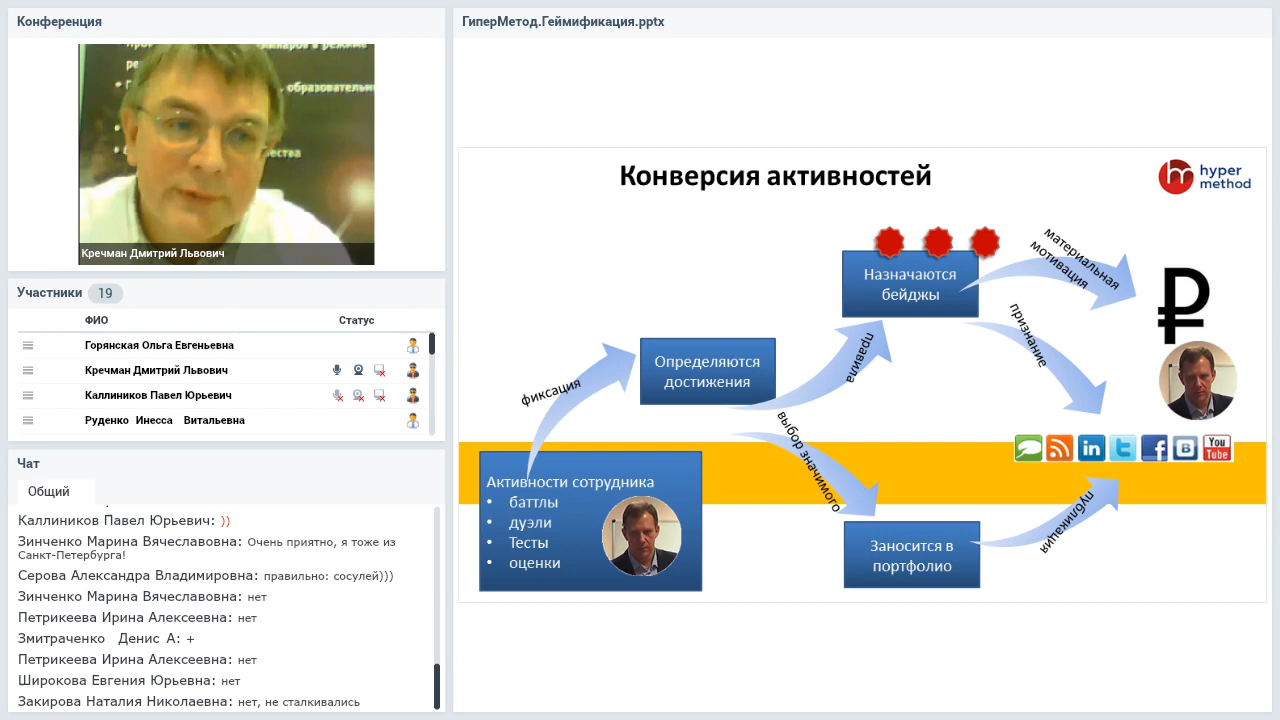 Конференция
образовательны
Кречман Дмитрий Львович
Участники 19
ФИО Статус
Горянская Ольга Евгеньевна
Кречман Дмитрий Львович
Каллиников Павел Юрьевич
Руденко Инесса Витальевна
Чат
Общий
Каллиников Павел Юрьевич: ))
Зинченко Марина Вячеславовна: Очень приятно, я тоже из
Санкт-Петербурга!
Серова Александра Владимировна: правильно: сосулей)))
Зинченко Марина Вячеславовна: нет
Петрикеева Ирина Алексеевна: нет
Змитраченко Денис А: +
Петрикеева Ирина Алексеевна: нет
Широкова Евгения Юрьевна: нет
Закирова Наталия Николаевна: нет, не сталкивались
ГиперМетод.Геймификация.pptx
Конверсия активностей
hyper
method
Назначаются
бейджы
материальная
мотивация
₽
признание
Определяются
достижения
правила
фиксация
выбор значимого
Активности сотрудника
• баттлы
• дуэли
• Тесты
• оценки
in
f
B
You
Tube
Заносится в
портфолио
публикация